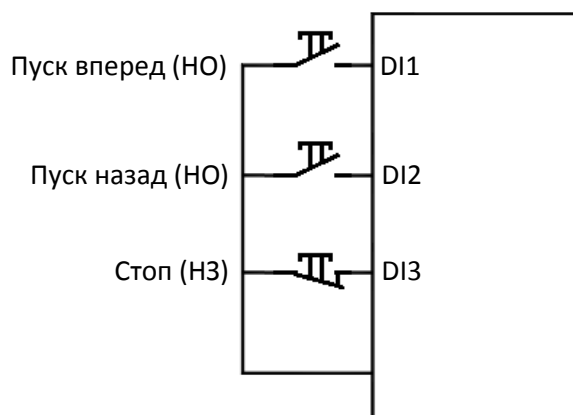 Пуск вперед (НО)
DI1
Пуск назад (НО)
DI2
Стоп (НЗ)
DI3